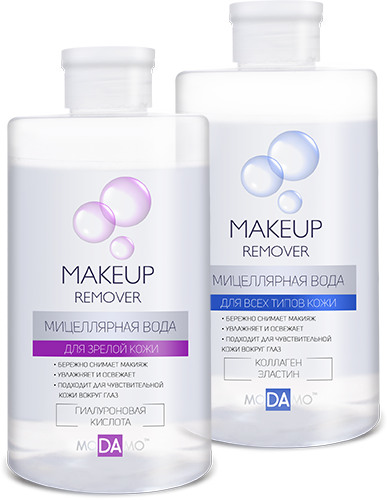 MAKEUP
REMOVER
МИЦЕЛЛЯРНАЯ ВОДА
ДЛЯ ЗРЕЛОЙ КОЖИ
• БЕРЕЖНО СНИМАЕТ МАКИЯЖ
• УВЛАЖНЯЕТ И ОСВЕЖАЕТ
• ПОДХОДИТ ДЛЯ ЧУВСТВИТЕЛЬНОЙ
КОЖИ ВОКРУГ ГЛАЗ
ГИАЛУРОНОВАЯ
КИСЛОТА
MODAMO™
MAKEUP
REMOVER
МИЦЕЛЛЯРНАЯ ВОДА
ДЛЯ ВСЕХ ТИПОВ КОЖИ
• БЕРЕЖНО СНИМАЕТ МАКИЯЖ
• УВЛАЖНЯЕТ И ОСВЕЖАЕТ
• ПОДХОДИТ ДЛЯ ЧУВСТВИТЕЛЬНОЙ
КОЖИ ВОКРУГ ГЛАЗ
КОЛЛАГЕН
ЭЛАСТИН
MODAMO™